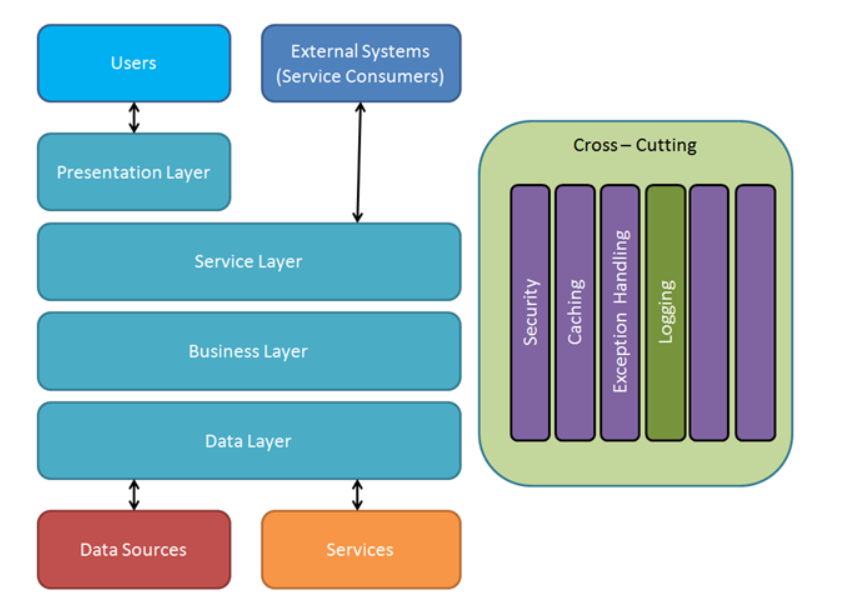 Users
External Systems
(Service Consumers)
Presentation Layer
Service Layer
Business Layer
Data Layer
Data Sources
Services
Cross – Cutting
Security
Caching
Exception Handling
Logging